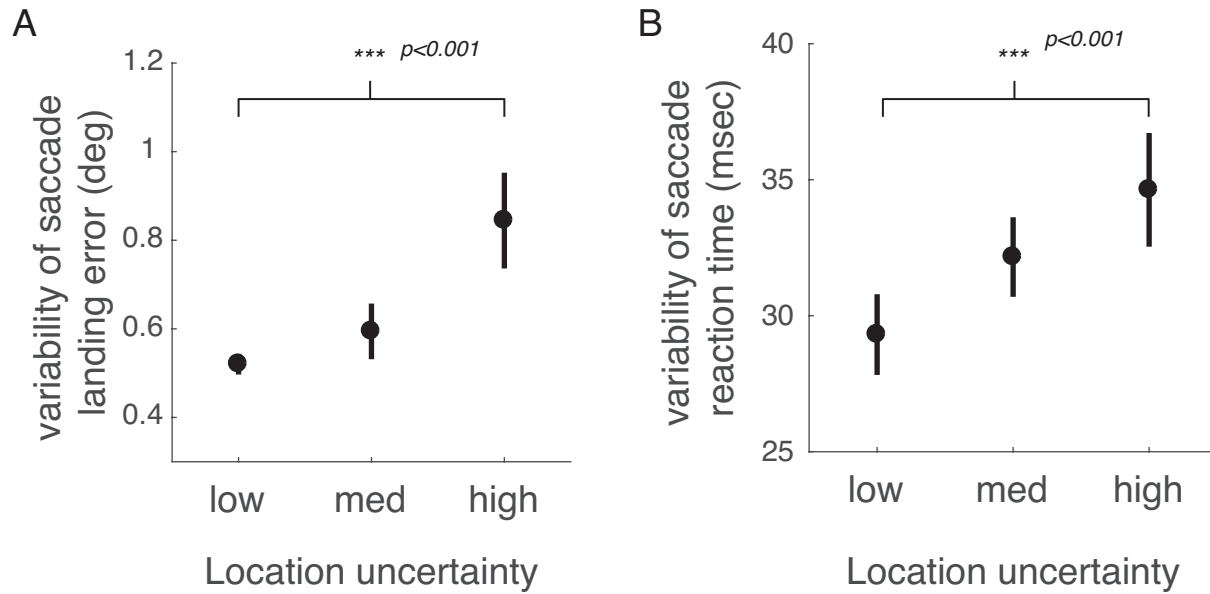 A
*** p<0.001
1.2
1
0.8
0.6
0.4
variability of saccade
landing error (deg)
low med high
Location uncertainty
B
*** p<0.001
40
35
30
25
variability of saccade
reaction time (msec)
low med high
Location uncertainty